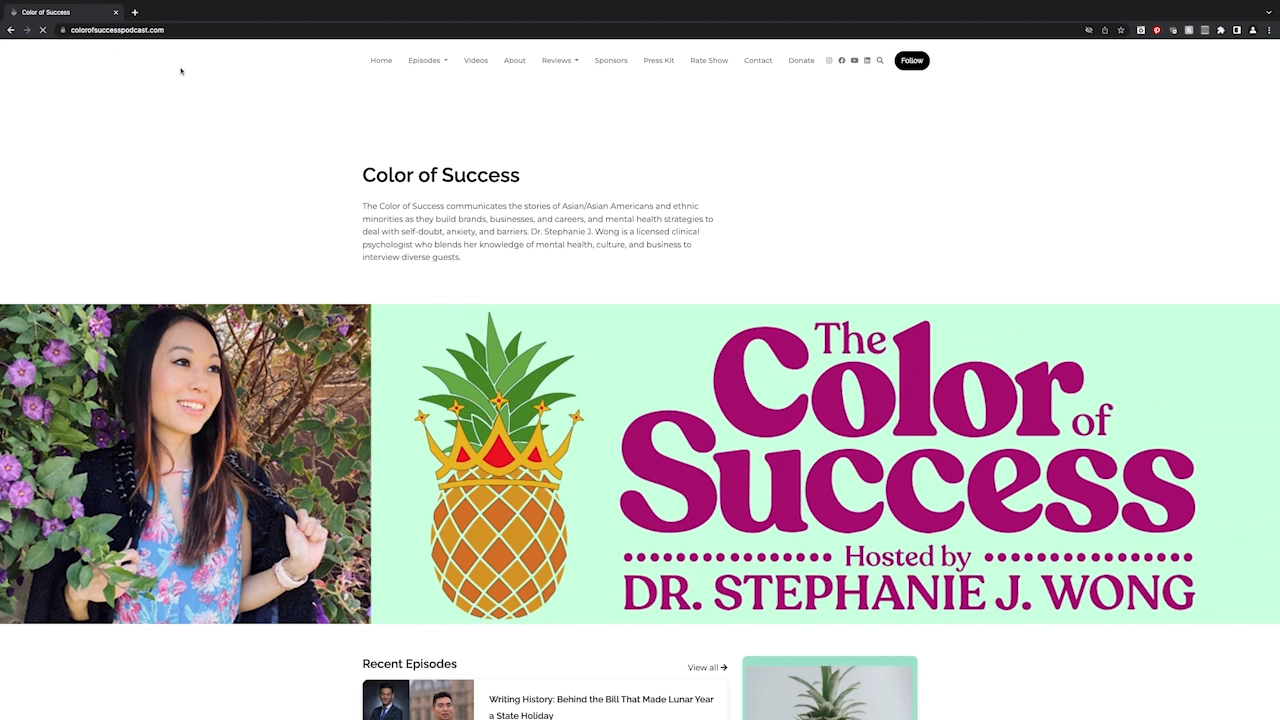 Color of Success
colorofsuccesspodcast.com
Home Episodes Videos About Reviews Sponsors Press Kit Rate Show Contact Donate Follow
Color of Success
The Color of Success communicates the stories of Asian/Asian Americans and ethnic
minorities as they build brands, businesses, and careers, and mental health strategies to
deal with self-doubt, anxiety, and barriers. Dr. Stephanie J. Wong is a licensed clinical
psychologist who blends her knowledge of mental health, culture, and business to
interview diverse guests.
The
Color of
Success
Hosted by
DR. STEPHANIE J. WONG
Recent Episodes
View all
Writing History: Behind the Bill That Made Lunar Year
a State Holiday